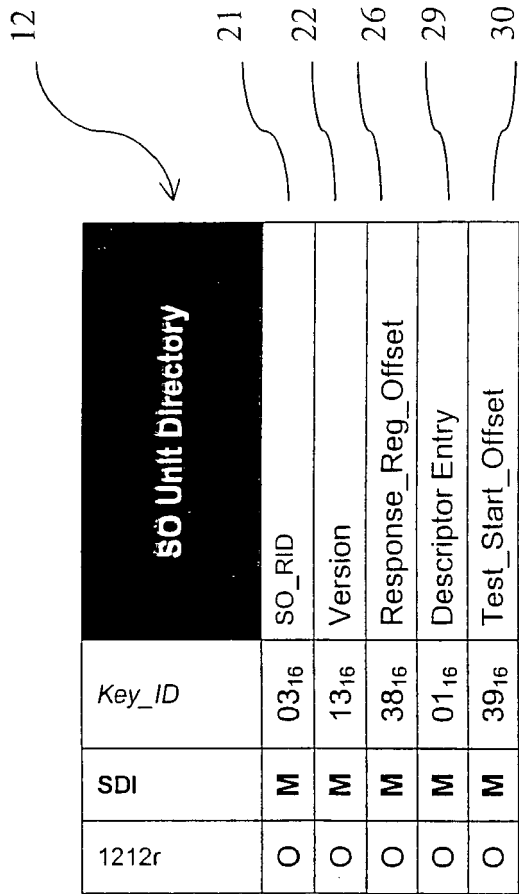 12
1212r SDI Key_ID SO Unit Directory
O M 03₁₆ SO_RID 21
O M 13₁₆ Version 22
O M 38₁₆ Response_Reg_Offset 26
O M 01₁₆ Descriptor Entry 29
O M 39₁₆ Test_Start_Offset 30